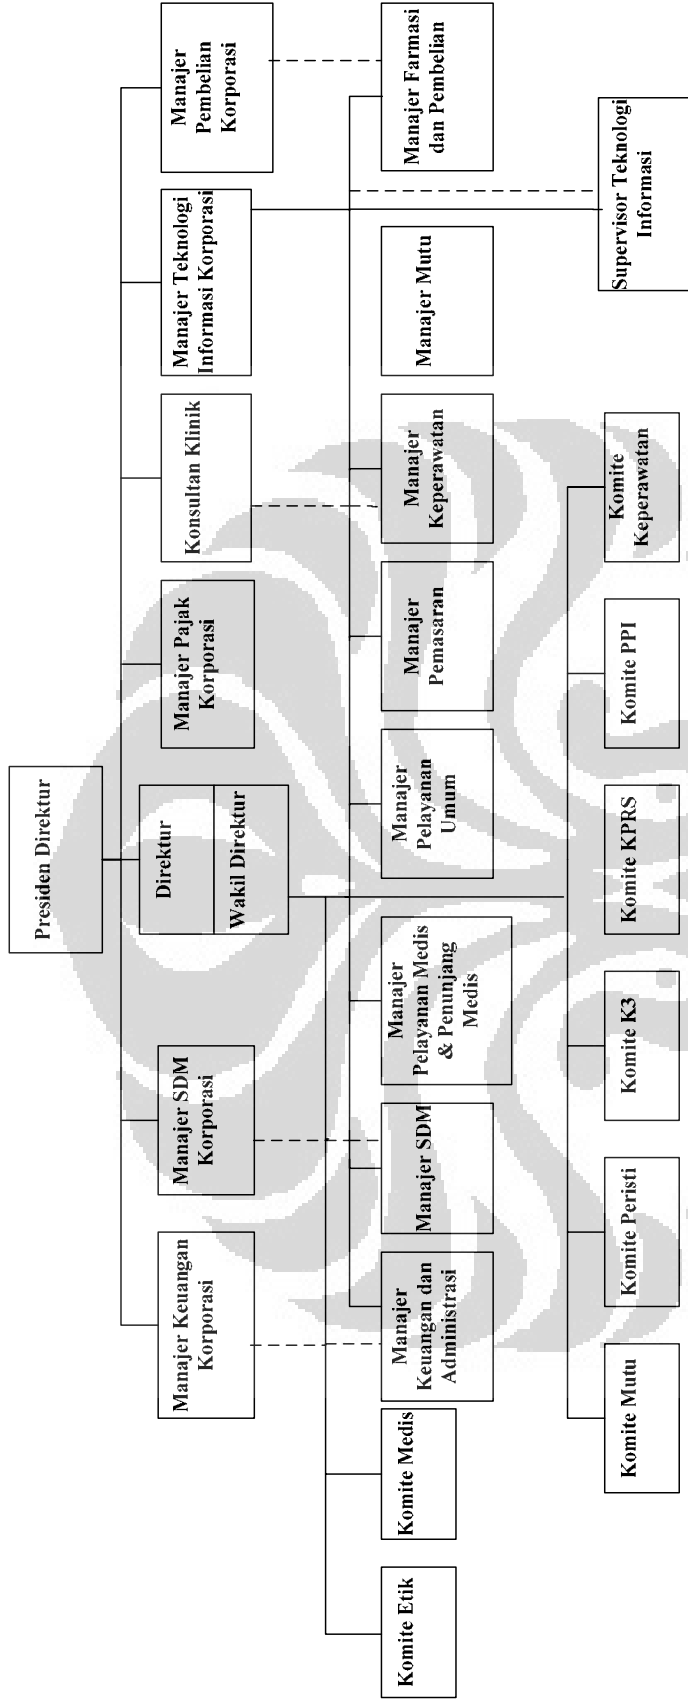 Presiden Direktur
Manajer Keuangan
Korporasi
Manajer SDM
Korporasi
Direktur
Wakil Direktur
Manajer Pajak
Korporasi
Konsultan Klinik
Manajer Teknologi
Informasi Korporasi
Manajer
Pembelian
Korporasi
Komite Etik
Komite Medis
Manajer
Keuangan dan
Administrasi
Manajer SDM
Manajer
Pelayanan Medis
& Penunjang
Medis
Manajer
Pelayanan
Umum
Manajer
Pemasaran
Manajer
Keperawatan
Manajer Mutu
Manajer Farmasi
dan Pembelian
Komite Mutu
Komite Peristi
Komite K3
Komite KPRS
Komite PPI
Komite
Keperawatan
Supervisor Teknologi
Informasi